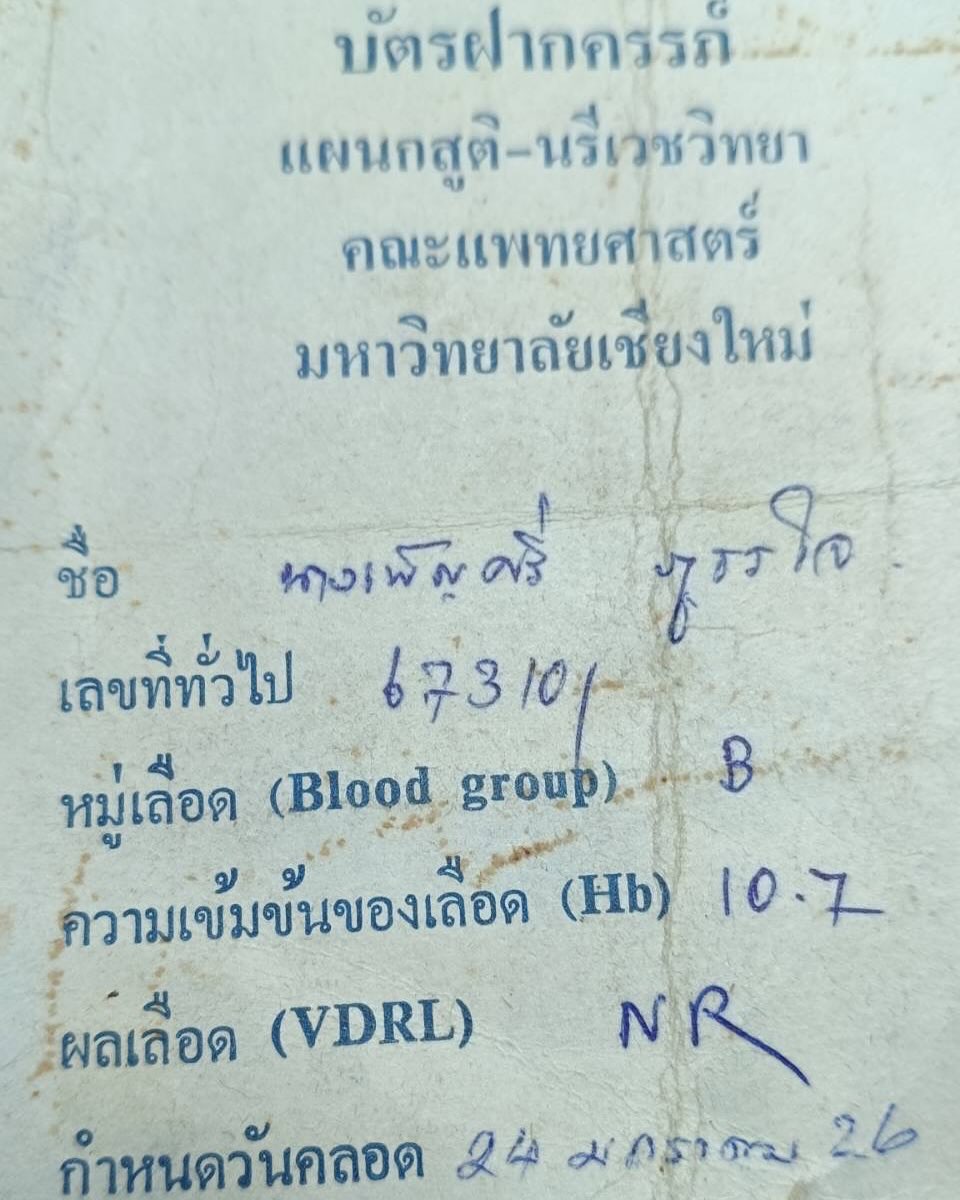 บัตรฝากครรภ์
แผนกสูติ-นรีเวชวิทยา
คณะแพทยศาสตร์
มหาวิทยาลัยเชียงใหม่
ชื่อ นางเพ็ญศรี
เลขที่ทั่วไป 673101
หมู่เลือด (Blood group) B
ความเข้มข้นของเลือด (Hb) 10.7
ผลเลือด (VDRL) NR
กำหนดวันคลอด 24 มกราคม 26